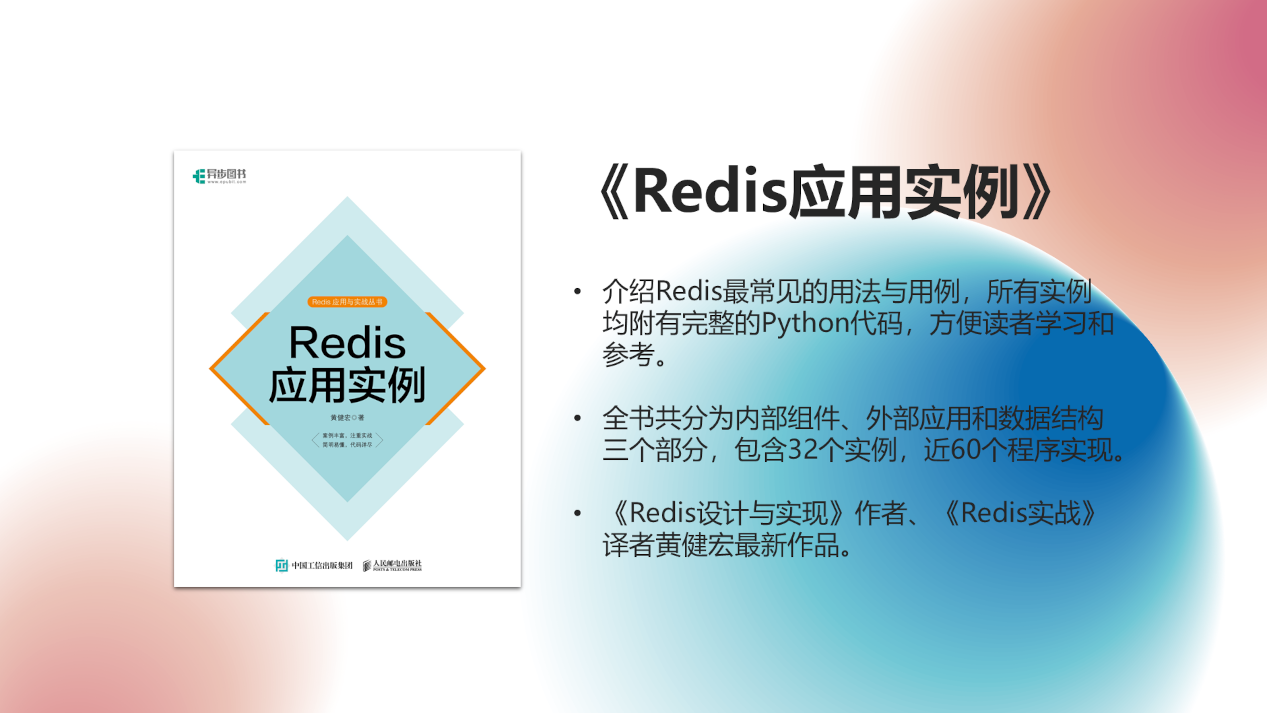 异步图书
www.epubit.com
Redis 应用与实战丛书
Redis
应用实例
黄健宏◎著
案例丰富，注重实战
简明易懂，代码详尽
中国工信出版集团
人民邮电出版社
POSTS & TELECOM PRESS
《Redis应用实例》
• 介绍Redis最常见的用法与用例，所有实例
均附有完整的Python代码，方便读者学习和
参考。
• 全书共分为内部组件、外部应用和数据结构
三个部分，包含32个实例，近60个程序实现。
• 《Redis设计与实现》作者、《Redis实战》
译者黄健宏最新作品。